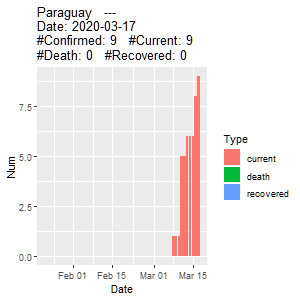 Paraguay   ---
Date: 2020-03-17
#Confirmed: 9   #Current: 9
#Death: 0   #Recovered: 0
7.5
5.0
2.5
0.0
Num
Feb 01
Feb 15
Mar 01
Mar 15
Date
Type
current
death
recovered